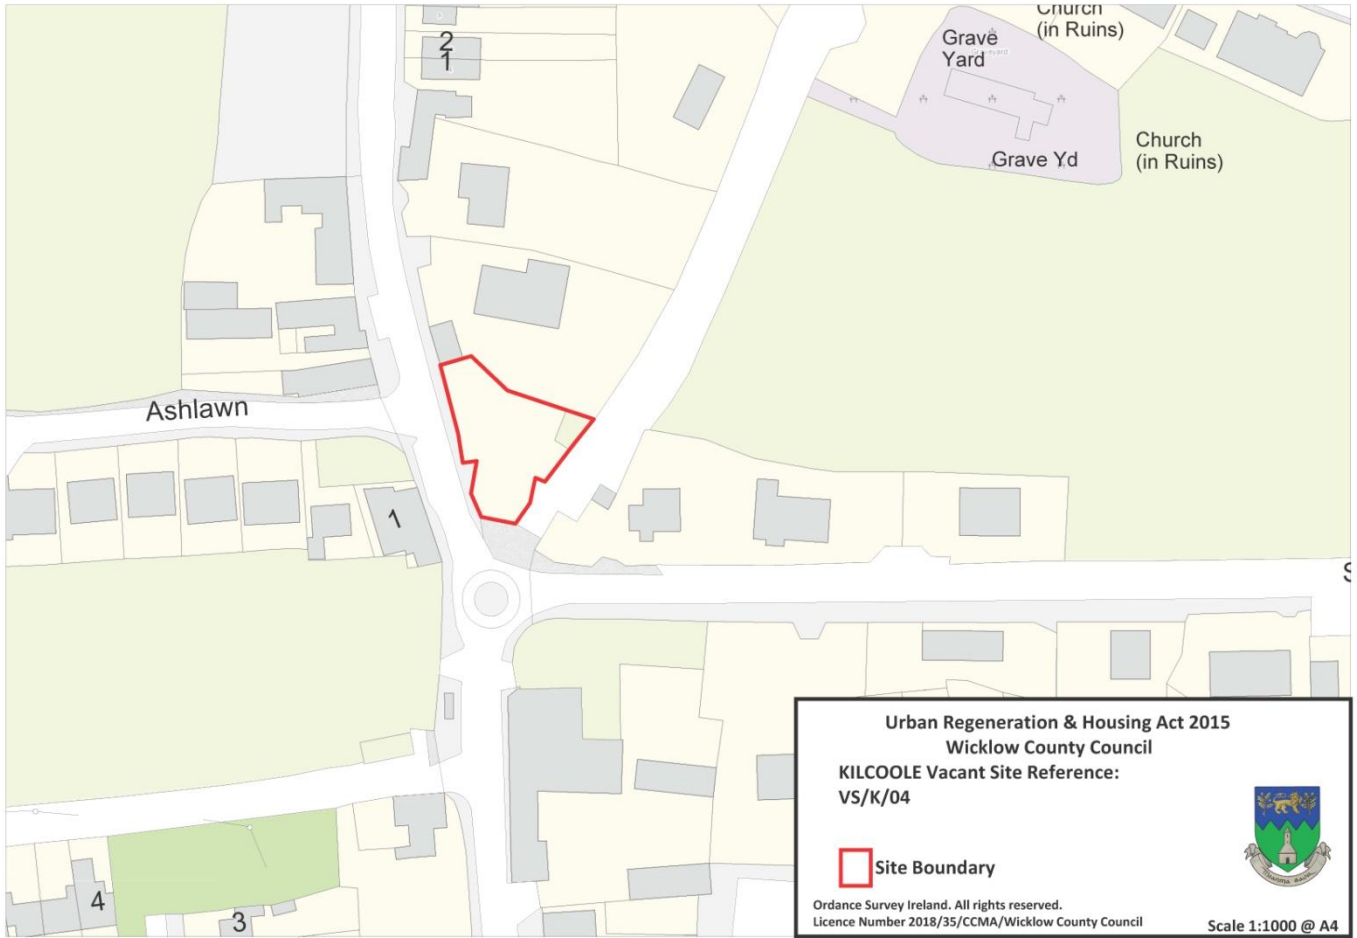 Church
(in Ruins)
Grave
Yard
2
1
Church
(in Ruins)
Grave Yd
Ashlawn
1
S
4
3
Urban Regeneration & Housing Act 2015
Wicklow County Council
KILCOOLE Vacant Site Reference:
VS/K/04
Site Boundary
Ordance Survey Ireland. All rights reserved.
Licence Number 2018/35/CCMA/Wicklow County Council
Scale 1:1000 @ A4